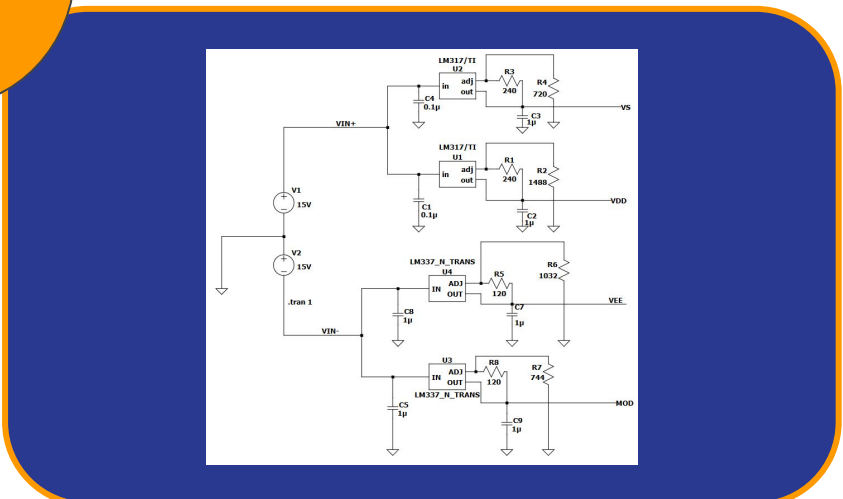 LM317/TI
U2
in
adj
out
R3
240
R4
720
C4
0.1µ
C3
1µ
VS
VIN+
LM317/TI
U1
in
adj
out
R1
240
R2
1488
C1
0.1µ
C2
1µ
VDD
V1
15V
V2
15V
.tran 1
LM337_N_TRANS
U4
IN
ADJ
OUT
R5
120
R6
1032
C8
1µ
C7
1µ
VEE
VIN-
U3
IN
ADJ
OUT
LM337_N_TRANS
R8
120
R7
744
C5
1µ
C9
1µ
MOD